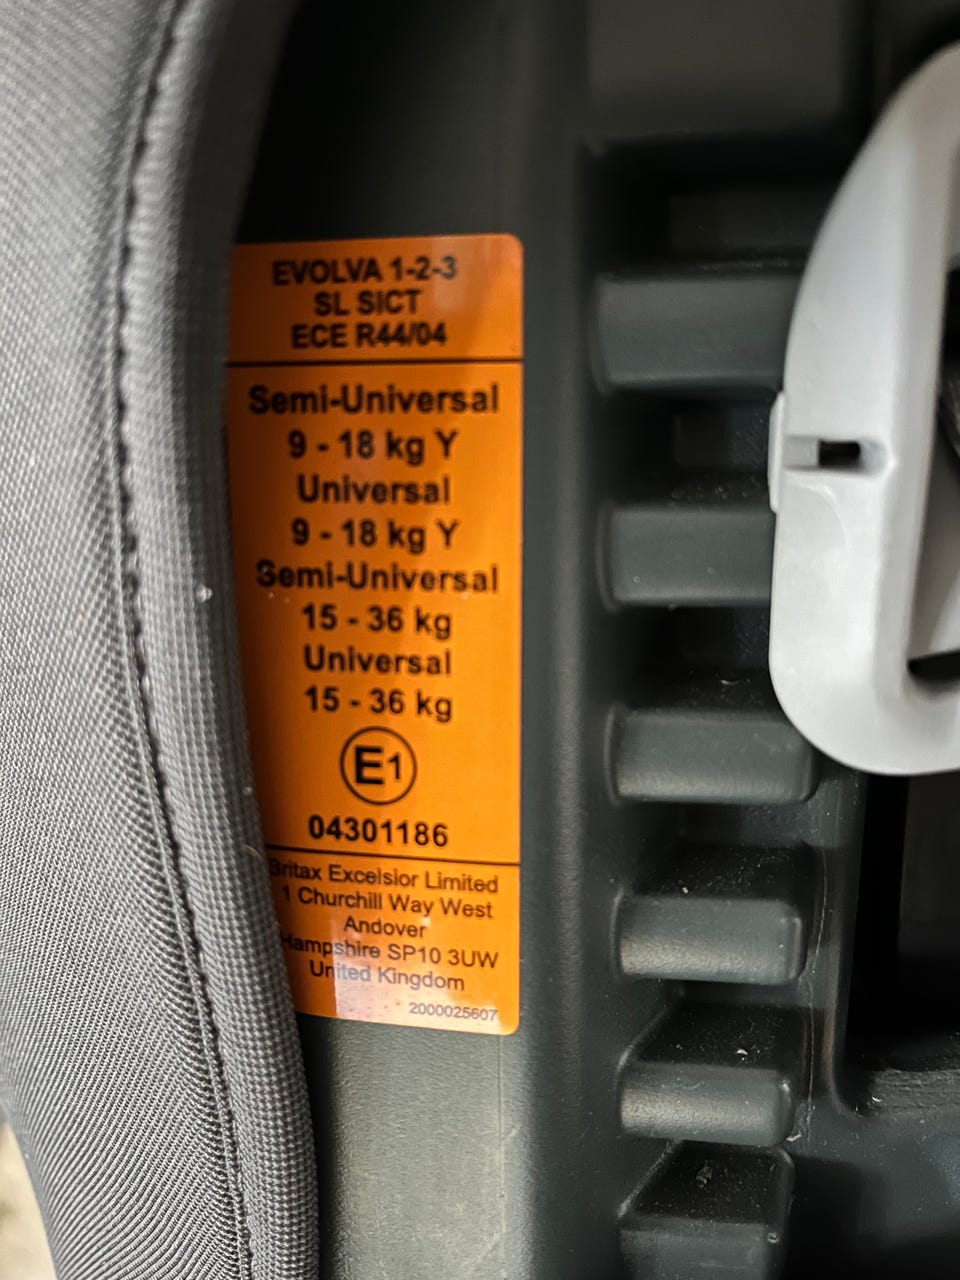 EVOLVA 1-2-3
SL SICT
ECE R44/04
Semi-Universal
9 - 18 kg Y
Universal
9 - 18 kg Y
Semi-Universal
15 - 36 kg
Universal
15 - 36 kg
E1
04301186
Britax Excelsior Limited
1 Churchill Way West
Andover
Hampshire SP10 3UW
United Kingdom
2000025607